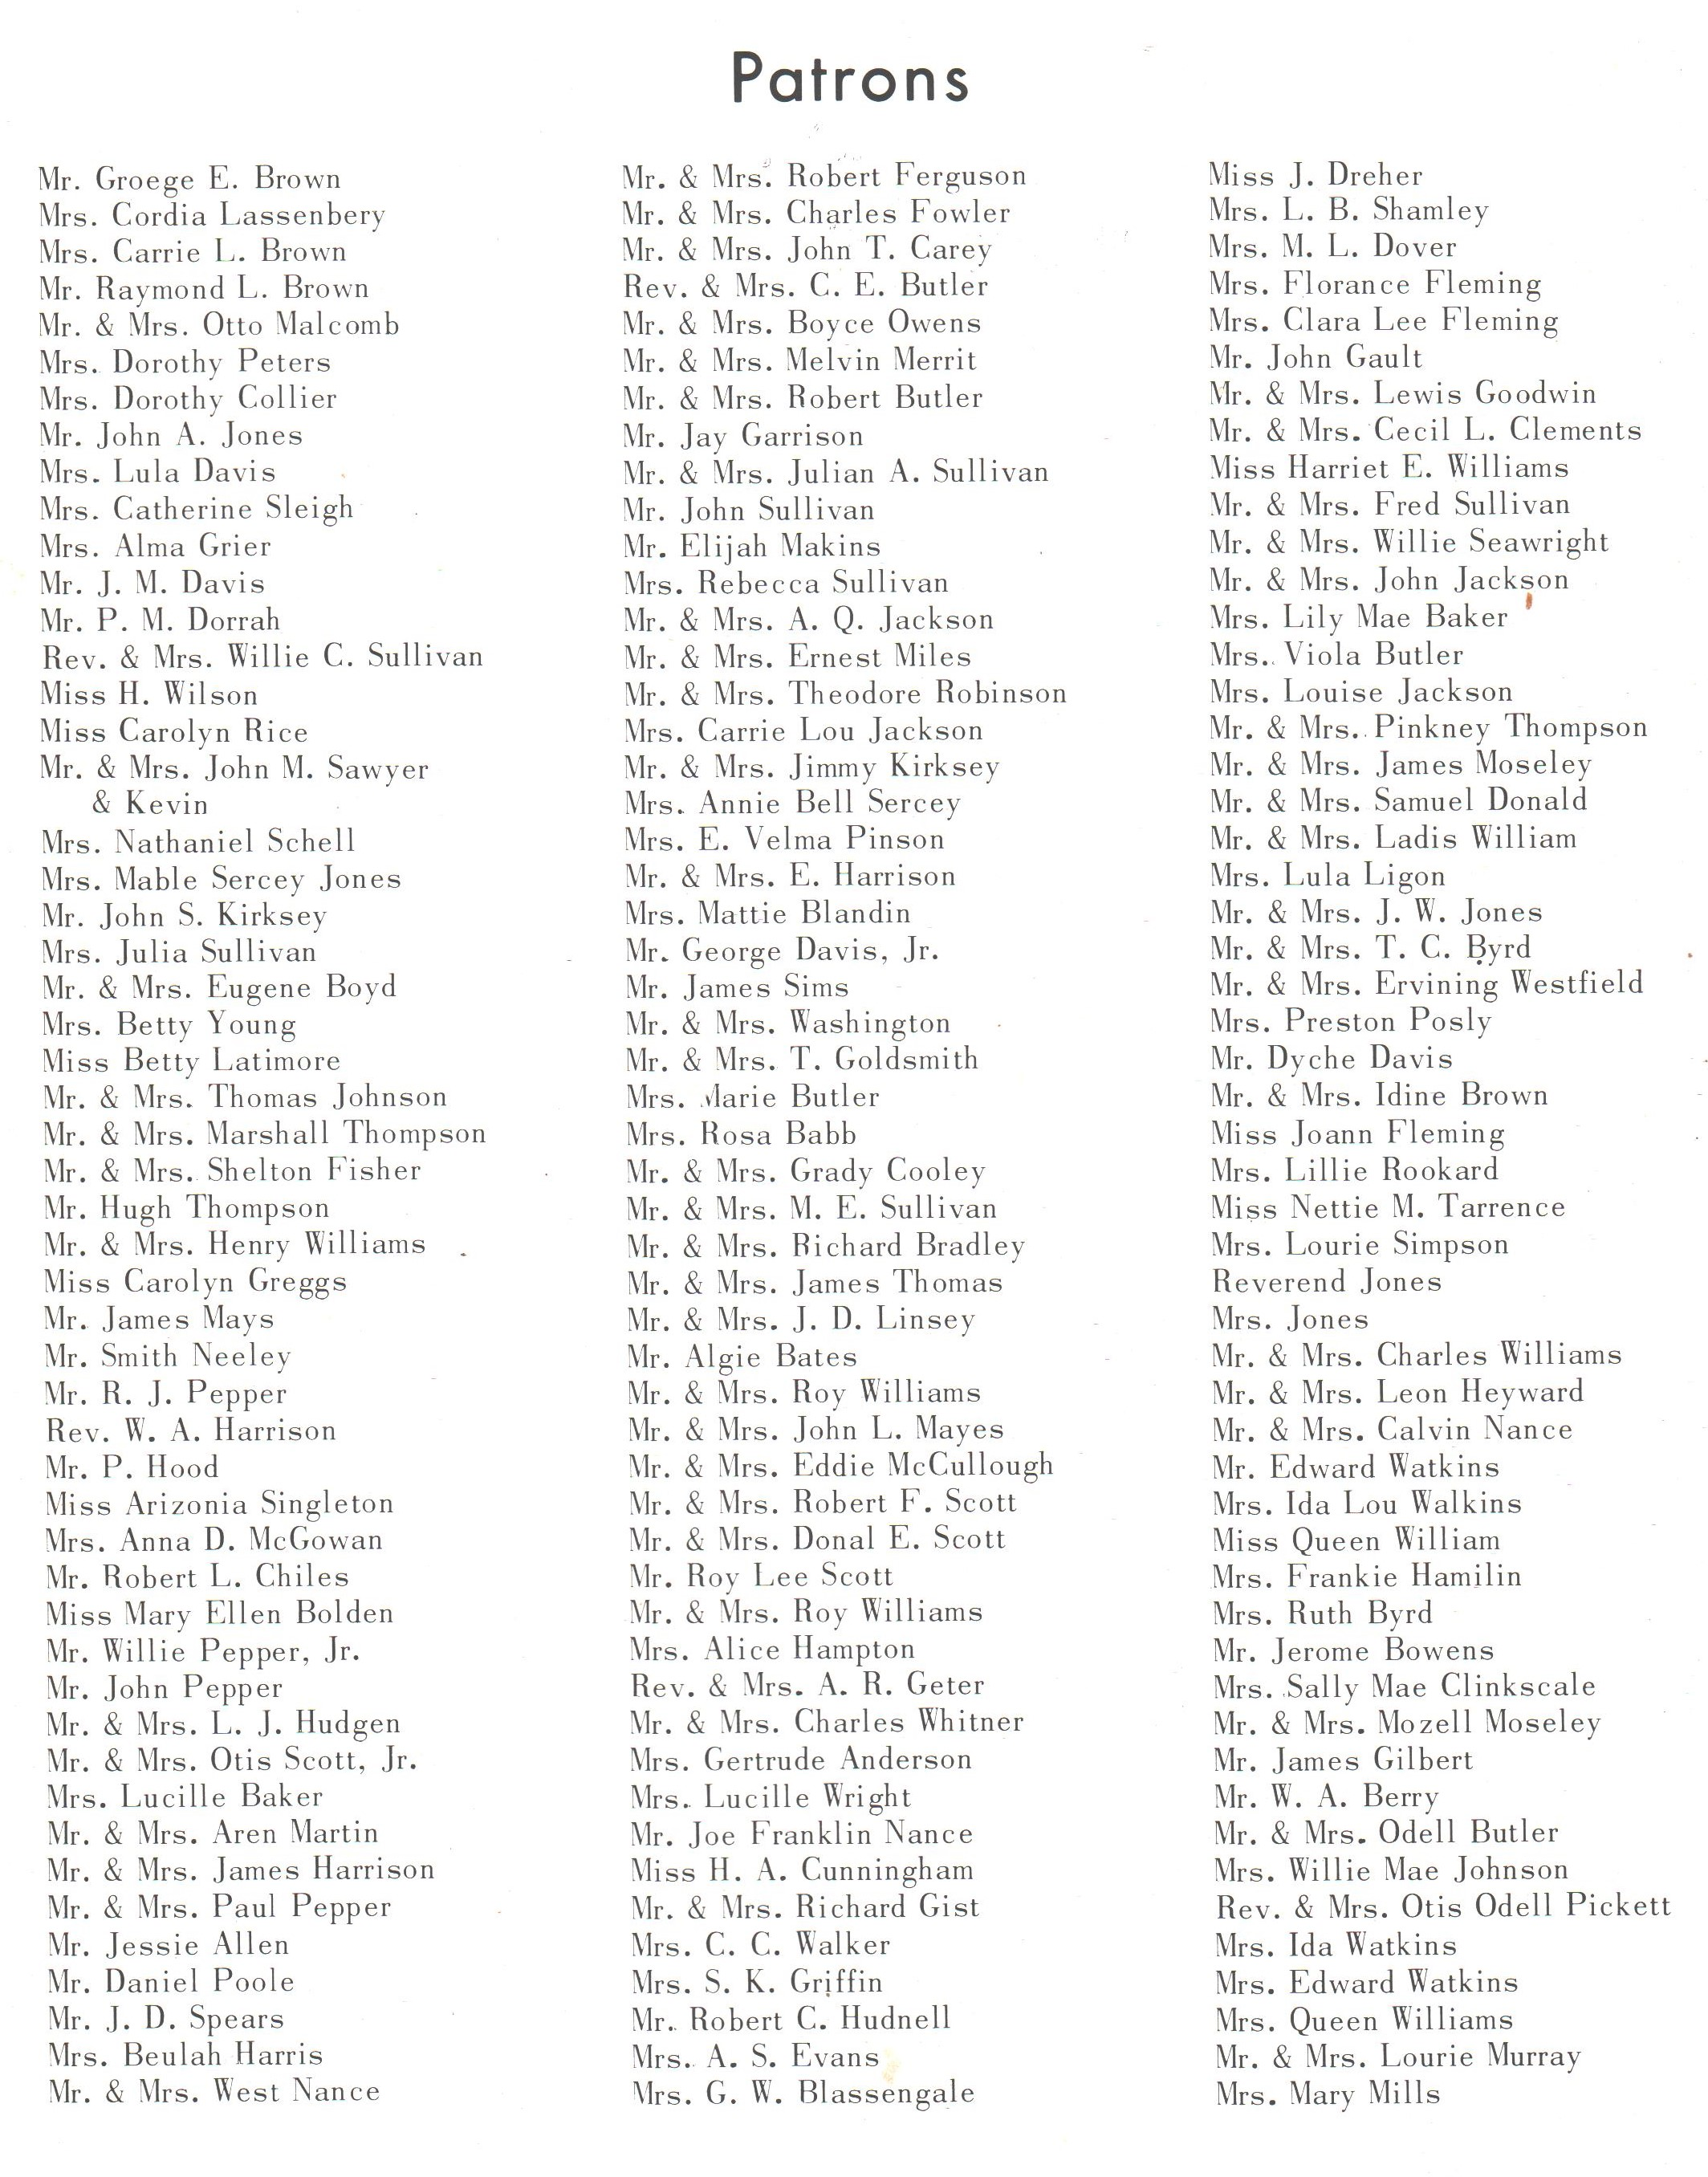 Patrons
Mr. Groege E. Brown
Mrs. Cordia Lassenbery
Mrs. Carrie L. Brown
Mr. Raymond L. Brown
Mr. & Mrs. Otto Malcomb
Mrs. Dorothy Peters
Mrs. Dorothy Collier
Mr. John A. Jones
Mrs. Lula Davis
Mrs. Catherine Sleigh
Mrs. Alma Grier
Mr. J. M. Davis
Mr. P. M. Dorrah
Rev. & Mrs. Willie C. Sullivan
Miss H. Wilson
Miss Carolyn Rice
Mr. & Mrs. John M. Sawyer
& Kevin
Mrs. Nathaniel Schell
Mrs. Mable Sercey Jones
Mr. John S. Kirksey
Mrs. Julia Sullivan
Mr. & Mrs. Eugene Boyd
Mrs. Betty Young
Miss Betty Latimore
Mr. & Mrs. Thomas Johnson
Mr. & Mrs. Marshall Thompson
Mr. & Mrs. Shelton Fisher
Mr. Hugh Thompson
Mr. & Mrs. Henry Williams
Miss Carolyn Greggs
Mr. James Mays
Mr. Smith Neeley
Mr. R. J. Pepper
Rev. W. A. Harrison
Mr. P. Hood
Miss Arizonia Singleton
Mrs. Anna D. McGowan
Mr. Robert L. Chiles
Miss Mary Ellen Bolden
Mr. Willie Pepper, Jr.
Mr. John Pepper
Mr. & Mrs. L. J. Hudgen
Mr. & Mrs. Otis Scott, Jr.
Mrs. Lucille Baker
Mr. & Mrs. Aren Martin
Mr. & Mrs. James Harrison
Mr. & Mrs. Paul Pepper
Mr. Jessie Allen
Mr. Daniel Poole
Mr. J. D. Spears
Mrs. Beulah Harris
Mr. & Mrs. West Nance
Mr. & Mrs. Robert Ferguson
Mr. & Mrs. Charles Fowler
Mr. & Mrs. John T. Carey
Rev. & Mrs. C. E. Butler
Mr. & Mrs. Boyce Owens
Mr. & Mrs. Melvin Merrit
Mr. & Mrs. Robert Butler
Mr. Jay Garrison
Mr. & Mrs. Julian A. Sullivan
Mr. John Sullivan
Mr. Elijah Makins
Mrs. Rebecca Sullivan
Mr. & Mrs. A. Q. Jackson
Mr. & Mrs. Ernest Miles
Mr. & Mrs. Theodore Robinson
Mrs. Carrie Lou Jackson
Mr. & Mrs. Jimmy Kirksey
Mrs. Annie Bell Sercey
Mrs. E. Velma Pinson
Mr. & Mrs. E. Harrison
Mrs. Mattie Blandin
Mr. George Davis, Jr.
Mr. James Sims
Mr. & Mrs. Washington
Mr. & Mrs. T. Goldsmith
Mrs. Marie Butler
Mrs. Rosa Babb
Mr. & Mrs. Grady Cooley
Mr. & Mrs. M. E. Sullivan
Mr. & Mrs. Richard Bradley
Mr. & Mrs. James Thomas
Mr. & Mrs. J. D. Linsey
Mr. Algie Bates
Mr. & Mrs. Roy Williams
Mr. & Mrs. John L. Mayes
Mr. & Mrs. Eddie McCullough
Mr. & Mrs. Robert F. Scott
Mr. & Mrs. Donal E. Scott
Mr. Roy Lee Scott
Mr. & Mrs. Roy Williams
Mrs. Alice Hampton
Rev. & Mrs. A. R. Geter
Mr. & Mrs. Charles Whitner
Mrs. Gertrude Anderson
Mrs. Lucille Wright
Mr. Joe Franklin Nance
Miss H. A. Cunningham
Mr. & Mrs. Richard Gist
Mrs. C. C. Walker
Mrs. S. K. Griffin
Mr. Robert C. Hudnell
Mrs. A. S. Evans
Mrs. G. W. Blassengale
Miss J. Dreher
Mrs. L. B. Shamley
Mrs. M. L. Dover
Mrs. Florance Fleming
Mrs. Clara Lee Fleming
Mr. John Gault
Mr. & Mrs. Lewis Goodwin
Mr. & Mrs. Cecil L. Clements
Miss Harriet E. Williams
Mr. & Mrs. Fred Sullivan
Mr. & Mrs. Willie Seawright
Mr. & Mrs. John Jackson
Mrs. Lily Mae Baker
Mrs. Viola Butler
Mrs. Louise Jackson
Mr. & Mrs. Pinkney Thompson
Mr. & Mrs. James Moseley
Mr. & Mrs. Samuel Donald
Mr. & Mrs. Ladis William
Mrs. Lula Ligon
Mr. & Mrs. J. W. Jones
Mr. & Mrs. T. C. Byrd
Mr. & Mrs. Ervining Westfield
Mrs. Preston Posly
Mr. Dyche Davis
Mr. & Mrs. Idine Brown
Miss Joann Fleming
Mrs. Lillie Rookard
Miss Nettie M. Tarrence
Mrs. Lourie Simpson
Reverend Jones
Mrs. Jones
Mr. & Mrs. Charles Williams
Mr. & Mrs. Leon Heyward
Mr. & Mrs. Calvin Nance
Mr. Edward Watkins
Mrs. Ida Lou Walkins
Miss Queen William
Mrs. Frankie Hamilin
Mrs. Ruth Byrd
Mr. Jerome Bowens
Mrs. Sally Mae Clinkscale
Mr. & Mrs. Mozell Moseley
Mr. James Gilbert
Mr. W. A. Berry
Mr. & Mrs. Odell Butler
Mrs. Willie Mae Johnson
Rev. & Mrs. Otis Odell Pickett
Mrs. Ida Watkins
Mrs. Edward Watkins
Mrs. Queen Williams
Mr. & Mrs. Lourie Murray
Mrs. Mary Mills